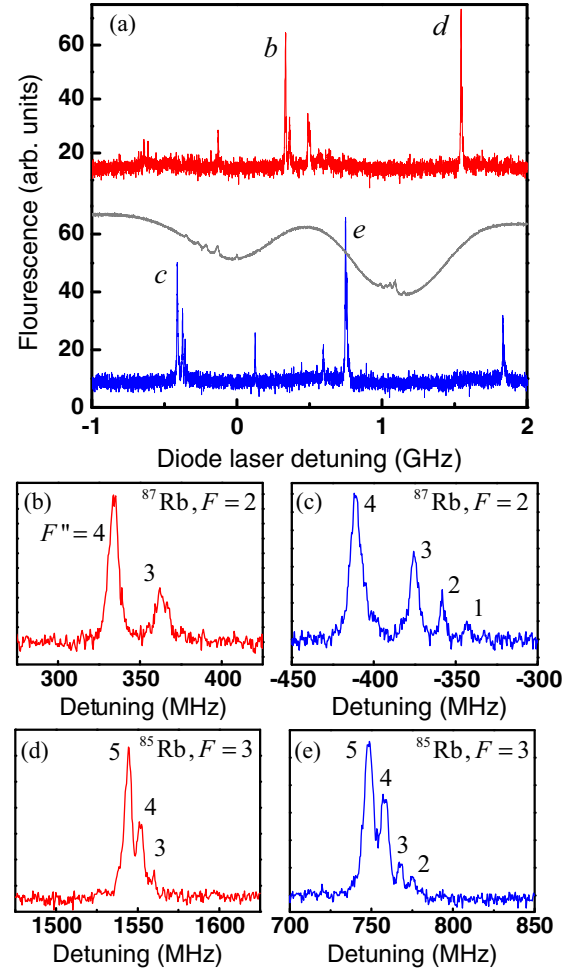 (a)
b
d
60
40
20
Flourescence (arb. units)
60
c
e
40
20
0
-1
0
1
2
Diode laser detuning (GHz)
(b)
⁸⁷Rb, F = 2
F" = 4
3
300
350
400
Detuning (MHz)
(c)
⁸⁷Rb, F = 2
4
3
2
1
-450
-400
-350
-300
Detuning (MHz)
(d)
⁸⁵Rb, F = 3
5
4
3
1500
1550
1600
Detuning (MHz)
(e)
⁸⁵Rb, F = 3
5
4
3
2
700
750
800
850
Detuning (MHz)